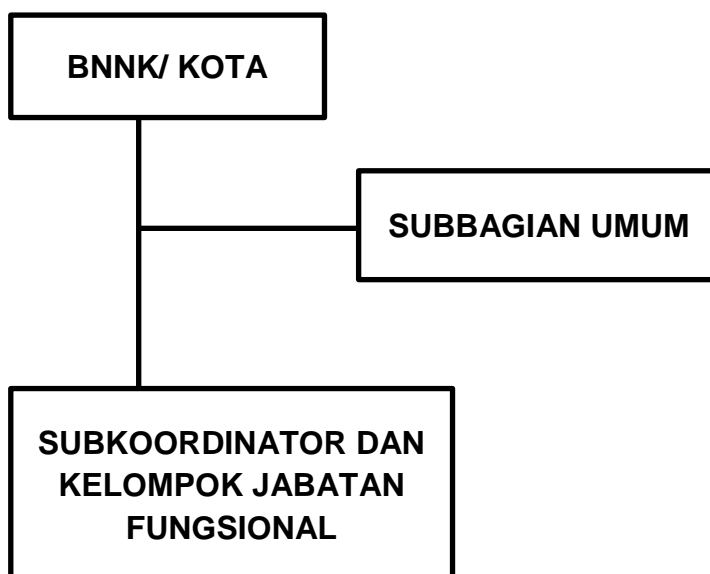 BNNK/ KOTA
SUBBAGIAN UMUM
SUBKOORDINATOR DAN
KELOMPOK JABATAN
FUNGSIONAL